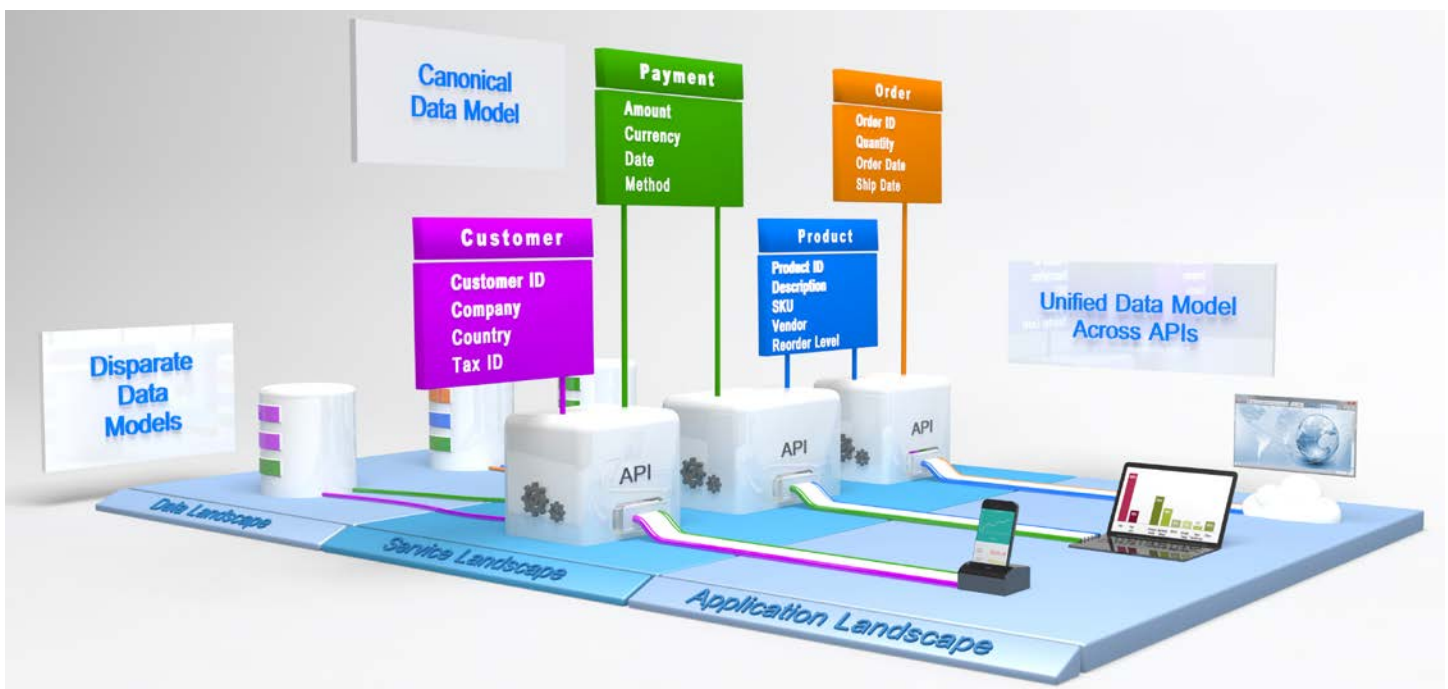 Canonical
Data Model
Payment
Amount
Currency
Date
Method
Order
Order ID
Quantity
Order Date
Ship Date
Customer
Customer ID
Company
Country
Tax ID
Product
Product ID
Description
SKU
Vendor
Reorder Level
Unified Data Model
Across APIs
Disparate
Data
Models
API
API
API
Data Landscape
Service Landscape
Application Landscape